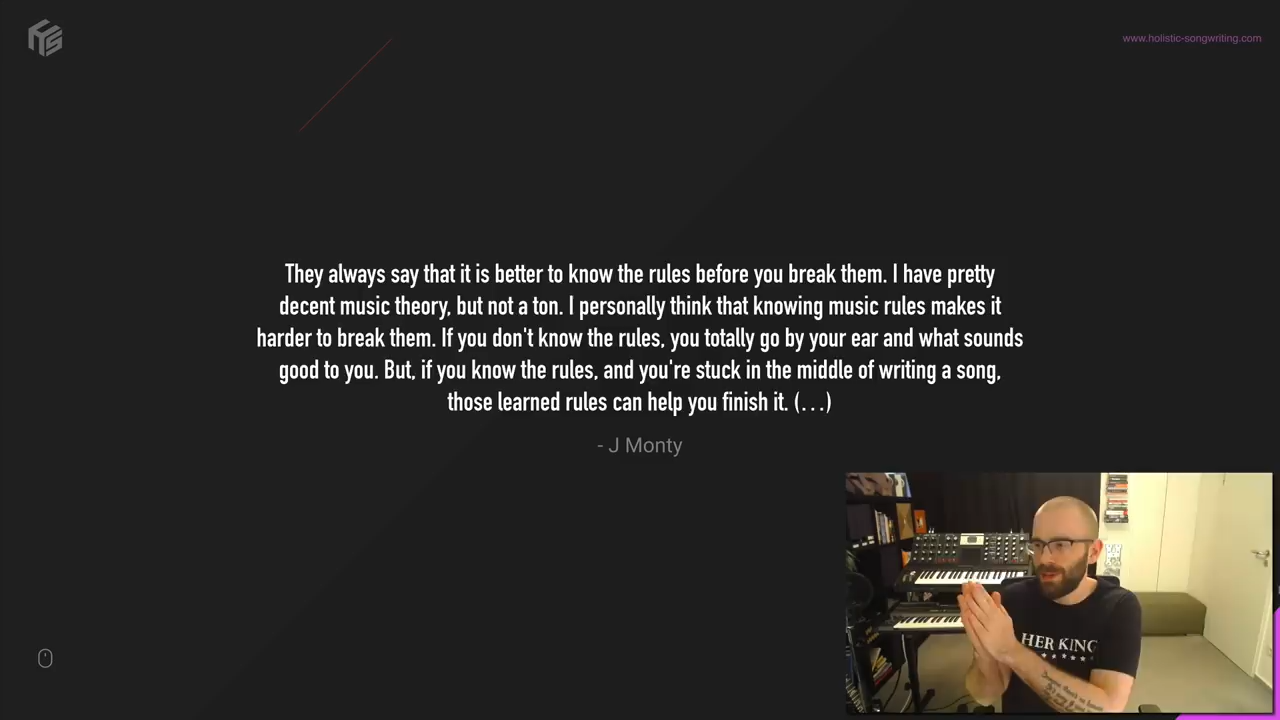 www.holistic-songwriting.com
They always say that it is better to know the rules before you break them. I have pretty
decent music theory, but not a ton. I personally think that knowing music rules makes it
harder to break them. If you don't know the rules, you totally go by your ear and what sounds
good to you. But, if you know the rules, and you're stuck in the middle of writing a song,
those learned rules can help you finish it. (...)
- J Monty
HER KING